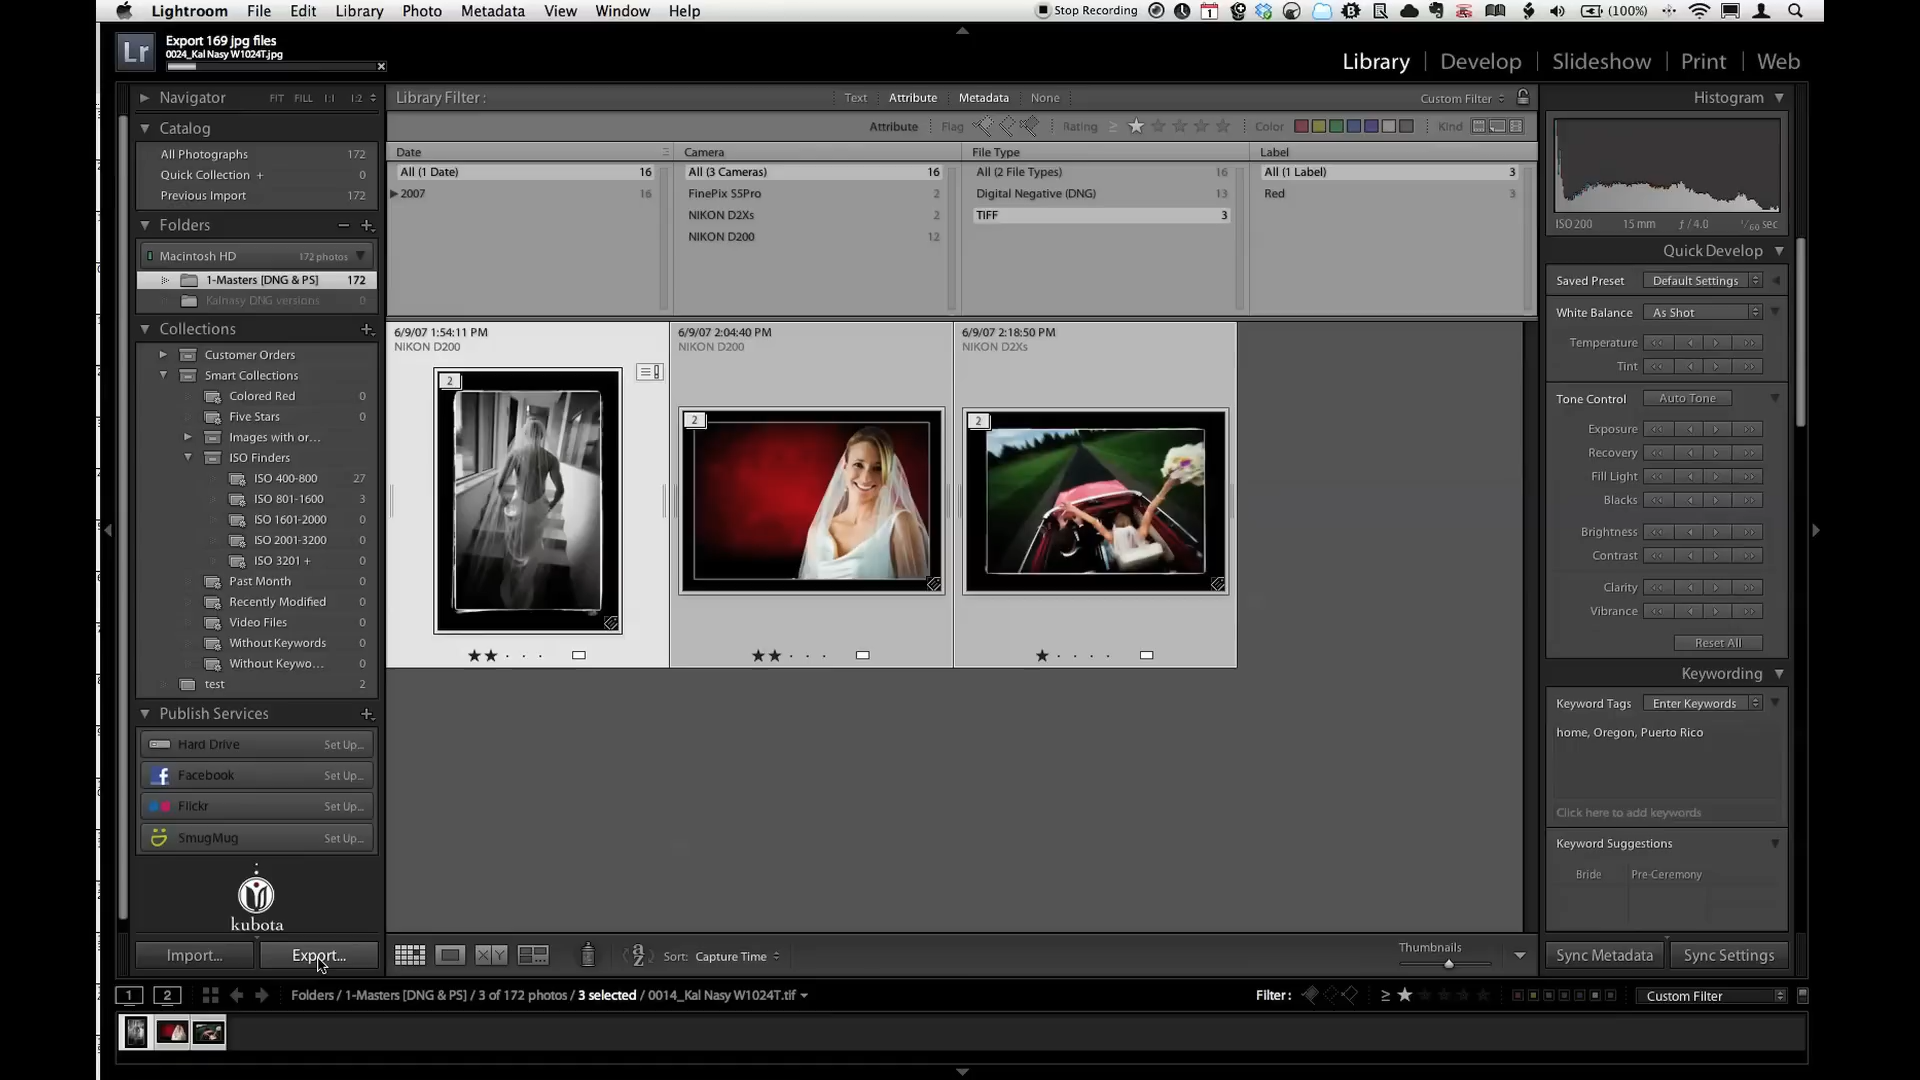 Lightroom File Edit Library Photo Metadata View Window Help Stop Recording 1 (100%)
Lr Export 169 jpg files
0024_Kal Nasy W1024T.jpg
Library | Develop | Slideshow | Print | Web
Navigator FIT FILL 1:1 1:2
Library Filter : Text Attribute Metadata None Custom Filter
Histogram
Catalog
Attribute Flag Rating ≥ ★ Color Kind
All Photographs 172
Quick Collection + 0
Previous Import 172
Date Camera File Type Label
All (1 Date) 16 All (3 Cameras) 16 All (2 File Types) 16 All (1 Label) 3
2007 16 FinePix S5Pro 2 Digital Negative (DNG) 13 Red 3
NIKON D2Xs 2 TIFF 3
NIKON D200 12
ISO 200 15 mm ƒ / 4.0 1/60 sec
Folders
Macintosh HD 172 photos
1-Masters [DNG & PS] 172
Kalnasy DNG versions 0
Collections
Customer Orders
Smart Collections
Colored Red 0
Five Stars 0
Images with or...
ISO Finders
ISO 400-800 27
ISO 801-1600 3
ISO 1601-2000 0
ISO 2001-3200 0
ISO 3201 + 0
Past Month 0
Recently Modified 0
Video Files 0
Without Keywords 0
Without Keywo... 0
test 2
Publish Services
Hard Drive Set Up...
Facebook Set Up...
Flickr Set Up...
SmugMug Set Up...
kubota
Import... Export...
6/9/07 1:54:11 PM 6/9/07 2:04:40 PM 6/9/07 2:18:50 PM
NIKON D200 NIKON D200 NIKON D2Xs
2 2 2
★★ · · · ★★ · · · ★ · · · ·
Quick Develop
Saved Preset Default Settings
White Balance As Shot
Temperature
Tint
Tone Control Auto Tone
Exposure
Recovery
Fill Light
Blacks
Brightness
Contrast
Clarity
Vibrance
Reset All
Keywording
Keyword Tags Enter Keywords
home, Oregon, Puerto Rico
Click here to add keywords
Keyword Suggestions
Bride Pre-Ceremony
XY Sort: Capture Time Thumbnails
Sync Metadata Sync Settings
1 2 Folders / 1-Masters [DNG & PS] / 3 of 172 photos / 3 selected / 0014_Kal Nasy W1024T.tif Filter : ≥ ★ Custom Filter